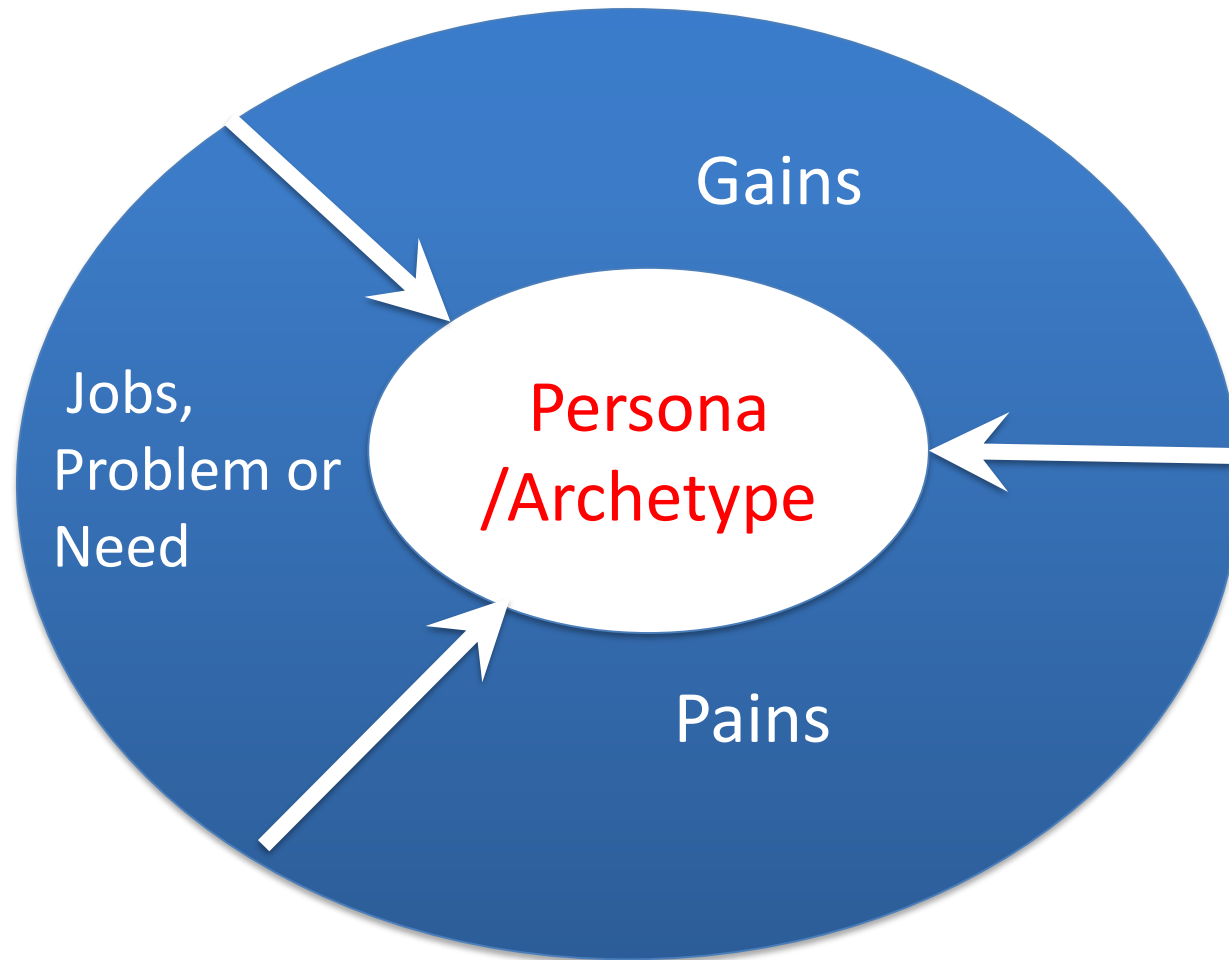 Gains
Jobs,
Problem or
Need
Persona
/Archetype
Pains